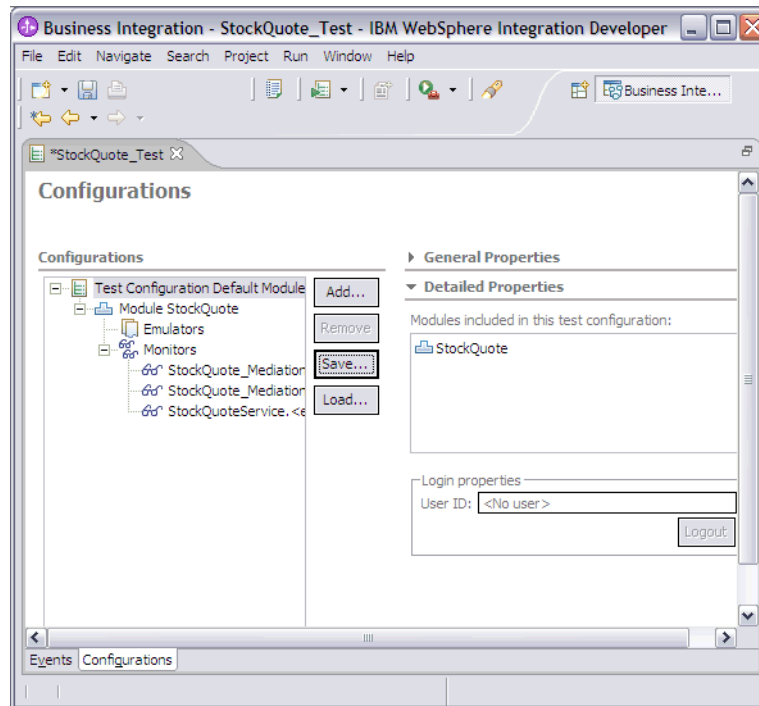 Business Integration - StockQuote_Test - IBM WebSphere Integration Developer
File Edit Navigate Search Project Run Window Help
Business Inte...
*StockQuote_Test
Configurations
Configurations
Test Configuration Default Module
Module StockQuote
Emulators
Monitors
StockQuote_Mediation
StockQuote_Mediation
StockQuoteService.<e
Add...
Remove
Save...
Load...
General Properties
Detailed Properties
Modules included in this test configuration:
StockQuote
Login properties
User ID: <No user>
Logout
Events Configurations